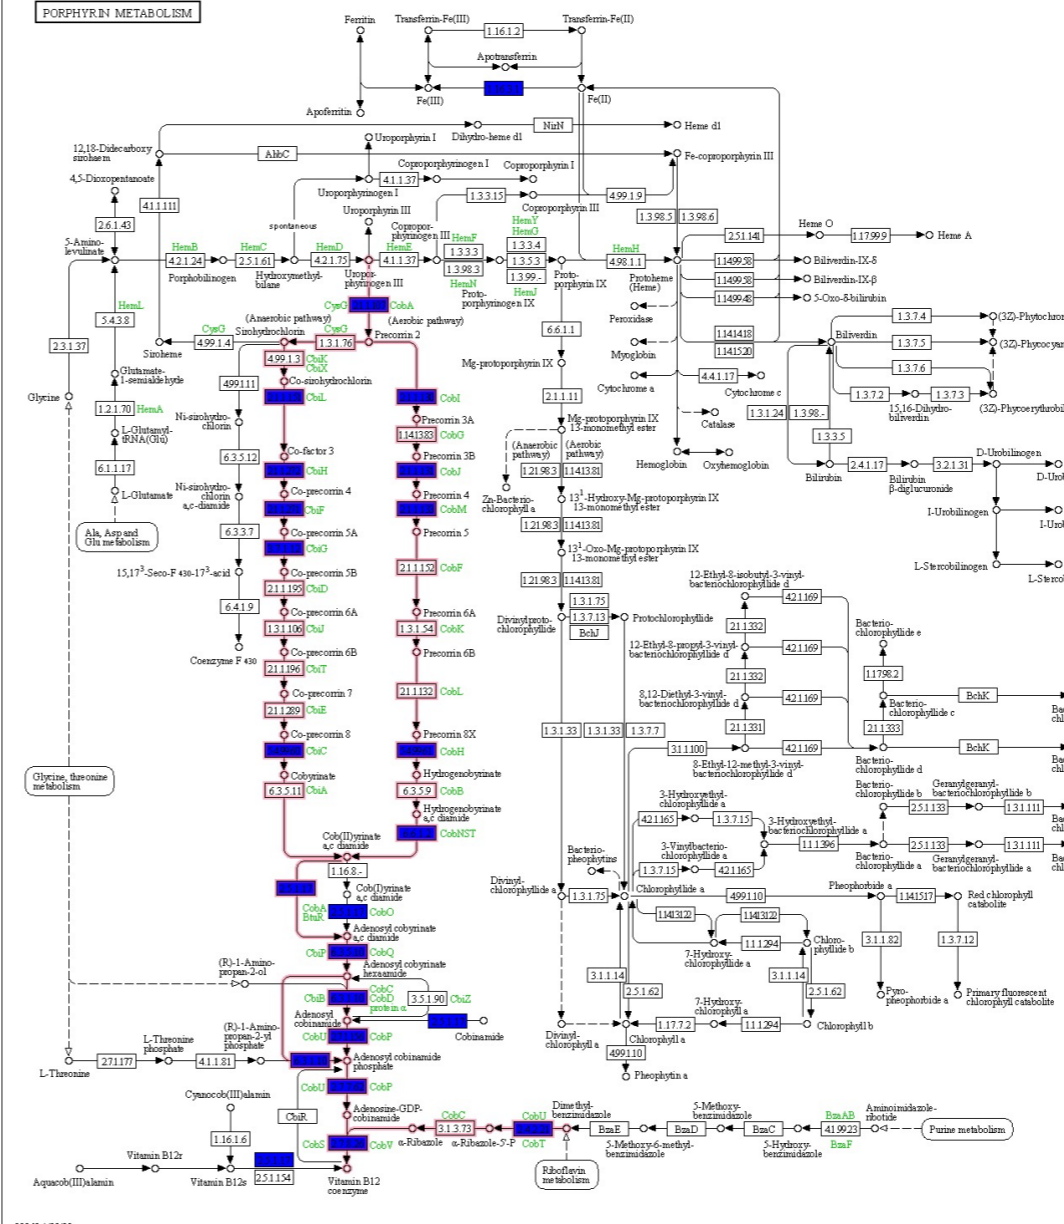 PORPHYRIN METABOLISM
Ferritin
Transferrin-Fe(III)
Transferrin-Fe(II)
1.16.1.2
Apotransferrin
Fe(III)
Fe(II)
Apoferritin
Uroporphyrin I
NirN
Dihydro-heme d1
Heme d1
12,18-Didecarboxy
sirohaem
AhbC
Fe-coproporphyrin III
4,5-Dioxopentanoate
Coproporphyrinogen I
Coproporphyrin I
4.1.1.37
Uroporphyrinogen I
1.3.3.15
4.99.1.9
Coproporphyrin III
4.1.1.111
2.6.1.43
Uroporphyrin III
1.3.98.5
1.3.98.6
spontaneous
Copropor-
phyrinogen III
HemY
HemG
Heme O
5-Amino-
levulinate
HemB
HemC
HemD
HemE
HemF
HemH
2.5.1.141
1.17.99.9
Heme A
4.2.1.24
2.5.1.61
4.2.1.75
4.1.1.37
1.3.3.3
1.3.98.3
1.3.3.4
1.3.5.3
1.3.99.-
4.98.1.1
Porphobilinogen
Hydroxymethyl-
bilane
Uropor-
phyrinogen III
HemN
Proto-
porphyrinogen IX
HemJ
Proto-
porphyrin IX
Protoheme
(Heme)
1.14.99.58
Biliverdin-IX-δ
1.14.99.58
Biliverdin-IX-β
1.14.99.48
5-Oxo-δ-bilirubin
HemL
5.4.3.8
CysG
CobA
Peroxidase
(Anaerobic pathway)
(Aerobic pathway)
CysG
Sirohydrochlorin
CysG
Precorrin 2
4.99.1.4
1.3.1.76
Siroheme
6.6.1.1
1.14.14.18
1.14.15.20
Biliverdin
1.3.7.4
(3Z)-Phytochrom
1.3.7.5
(3Z)-Phycocyan
1.3.7.6
Myoglobin
2.3.1.37
4.99.1.3
CbiK
CbiX
Mg-protoporphyrin IX
Glutamate-
1-semialdehyde
4.99.1.11
Co-sirohydrochlorin
Cytochrome a
4.4.1.17
Cytochrome c
Glycine
CbiL
CobI
2.1.1.11
1.3.7.2
1.3.7.3
15,16-Dihydro-
biliverdin
(3Z)-Phycoerythrobil
1.2.1.70
HemA
Ni-sirohydro-
chlorin
Precorrin 3A
Mg-protoporphyrin IX
13-monomethyl ester
Catalase
1.3.1.24
1.3.98.-
L-Glutamyl-
tRNA(Glu)
1.14.13.83
CobG
(Anaerobic
pathway)
(Aerobic
pathway)
1.3.3.5
6.3.5.12
Co-factor 3
Precorrin 3B
Hemoglobin
Oxyhemoglobin
D-Urobilinogen
6.1.1.17
CbiH
CobJ
1.21.98.3
1.14.13.81
Bilirubin
2.4.1.17
Bilirubin
β-diglucuronide
3.2.1.31
D-Uro
L-Glutamate
Ni-sirohydro-
chlorin
a,c-diamide
Co-precorrin 4
Precorrin 4
Zn-Bacterio-
chlorophyll a
13¹-Hydroxy-Mg-protoporphyrin IX
13-monomethyl ester
CbiF
CobM
I-Urobilinogen
I-Uro
Ala, Asp and
Glu metabolism
6.3.3.7
Co-precorrin 5A
Precorrin 5
1.21.98.3
1.14.13.81
CbiG
13¹-Oxo-Mg-protoporphyrin IX
13-monomethyl ester
L-Stercobilinogen
L-Sterco
15,17³-Seco-F 430-17³-acid
Co-precorrin 5B
2.1.1.152
CobF
1.21.98.3
1.14.13.81
12-Ethyl-8-isobutyl-3-vinyl-
bacteriochlorophyllide d
2.1.1.195
CbiD
6.4.1.9
Co-precorrin 6A
Precorrin 6A
1.3.1.75
1.3.7.13
BchJ
4.2.1.169
Divinylproto-
chlorophyllide
Protochlorophyllide
2.1.1.332
1.3.1.106
CbiJ
1.3.1.54
CobK
Bacterio-
chlorophyllide e
Coenzyme F 430
Co-precorrin 6B
Precorrin 6B
12-Ethyl-8-propyl-3-vinyl-
bacteriochlorophyllide d
4.2.1.169
2.1.1.196
CbiT
2.1.1.332
1.17.98.2
Co-precorrin 7
2.1.1.132
CobL
8,12-Diethyl-3-vinyl-
bacteriochlorophyllide d
4.2.1.169
Bacterio-
chlorophyllide c
BchK
2.1.1.289
CbiE
1.3.1.33
1.3.1.33
1.3.7.7
2.1.1.331
2.1.1.333
Co-precorrin 8
Precorrin 8X
3.1.1.100
4.2.1.169
BchK
CbiC
CobH
8-Ethyl-12-methyl-3-vinyl-
bacteriochlorophyllide d
Bacterio-
chlorophyllide d
Glycine, threonine
metabolism
Cobyrinate
Hydrogenobyrinate
6.3.5.11
CbiA
6.3.5.9
CobB
3-Hydroxyethyl-
chlorophyllide a
Bacterio-
chlorophyllide b
Geranylgeranyl-
bacteriochlorophyllide b
Hydrogenobyrinate
a,c diamide
4.2.1.165
1.3.7.15
3-Hydroxyethyl-
bacteriochlorophyllide a
2.5.1.133
1.3.1.111
Cob(II)yrinate
a,c diamide
CobNST
3-Vinylbacterio-
chlorophyllide a
1.1.1.396
2.5.1.133
1.3.1.111
1.16.8.-
Bacterio-
pheophytins
1.3.7.15
4.2.1.165
Bacterio-
chlorophyllide a
Geranylgeranyl-
bacteriochlorophyllide a
Cob(I)yrinate
a,c diamide
Divinyl-
chlorophyllide a
1.3.1.75
Chlorophyllide a
4.99.1.10
Pheophorbide a
1.14.15.17
Red chlorophyll
catabolite
CobA
BtuR
CobO
1.14.13.122
1.14.13.122
Adenosyl cobyrinate
a,c diamide
1.1.1.294
Chloro-
phyllide b
3.1.1.82
1.3.7.12
CbiP
CobQ
7-Hydroxy-
chlorophyllide a
(R)-1-Amino-
propan-2-ol
Adenosyl cobyrinate
hexaamide
3.1.1.14
2.5.1.62
3.1.1.14
2.5.1.62
Pyro-
pheophorbide a
Primary fluorescent
chlorophyll catabolite
CbiB
CobC
CobD
protein α
3.5.1.90
CbiZ
7-Hydroxy-
chlorophyll a
(R)-1-Amino-
propan-2-yl
phosphate
Adenosyl
cobinamide
Cobinamide
Divinyl-
chlorophyll a
1.17.7.2
1.1.1.294
Chlorophyll b
L-Threonine
phosphate
CobU
CobP
Chlorophyll a
4.99.1.10
L-Threonine
2.7.1.177
4.1.1.81
Adenosyl cobinamide
phosphate
Pheophytin a
CobU
CobP
Cyanocob(III)alamin
CbiR
Adenosine-GDP-
cobinamide
CobC
3.1.3.73
α-Ribazole
α-Ribazole-5'-P
CobU
CobT
Dimethyl-
benzimidazole
BzaE
5-Methoxy-6-methyl-
benzimidazole
BzaD
5-Methoxy-
benzimidazole
BzaC
5-Hydroxy-
benzimidazole
BzaAB
4.1.99.23
BzaF
Aminoimidazole-
ribotide
Purine metabolism
1.16.1.6
CobS
CobV
Vitamin B12r
Riboflavin
metabolism
Aquacob(III)alamin
Vitamin B12s
2.5.1.154
Vitamin B12
coenzyme